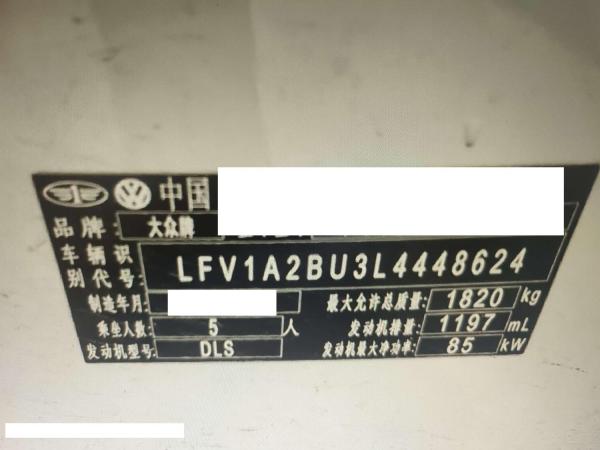 中国
品牌: 大众牌
车辆识别代号: LFV1A2BU3L4448624
制造年月: 最大允许总质量: 1820 kg
乘坐人数: 5 人 发动机排量: 1197 mL
发动机型号: DLS 发动机最大净功率: 85 kW